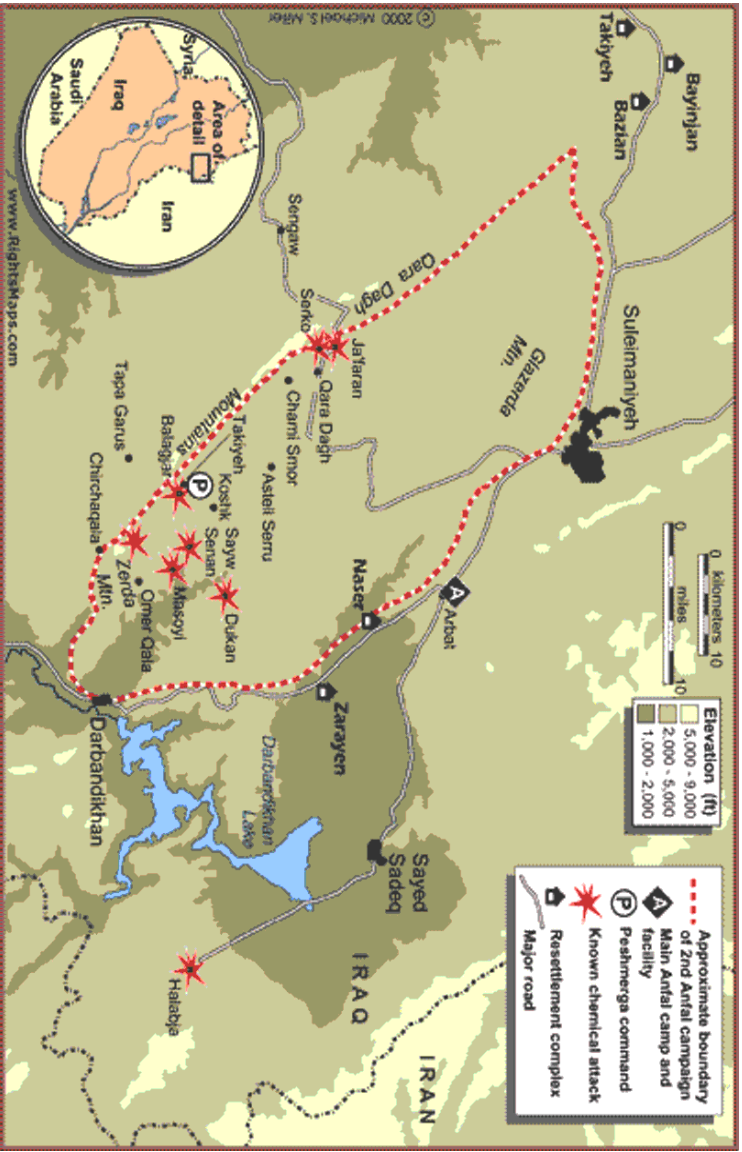 Bayinjan
Takiyeh
Bazian
Suleimaniyeh
Glazerda
Mtn.
0 kilometers 10
0 miles 10
Elevation (ft)
5,000 - 9,000
2,000 - 5,000
1,000 - 2,000
Approximate boundary
of 2nd Anfal campaign
A
Main Anfal camp and
facility
P
Peshmerga command
Known chemical attack
Resettlement complex
Major road
Sengaw
Qara Dagh
Mountains
Serko
Ja'faran
Qara Dagh
Chami Smor
Asteli Serru
Takiyeh
Balagjar
P
Koshk
Sayw
Senan
Tapa Garus
Chirchaqala
Zerda
Mtn.
Masoyi
Omer Qala
Dukan
Naser
A
Arbat
Zarayen
Darbandikhan
Darbandikhan
Lake
Sayed
Sadeq
Halabja
IRAQ
IRAN
Syria
Iraq
Saudi
Arabia
Area of
detail
Iran
© 2000 Michael S. Miller
www.RightsMaps.com